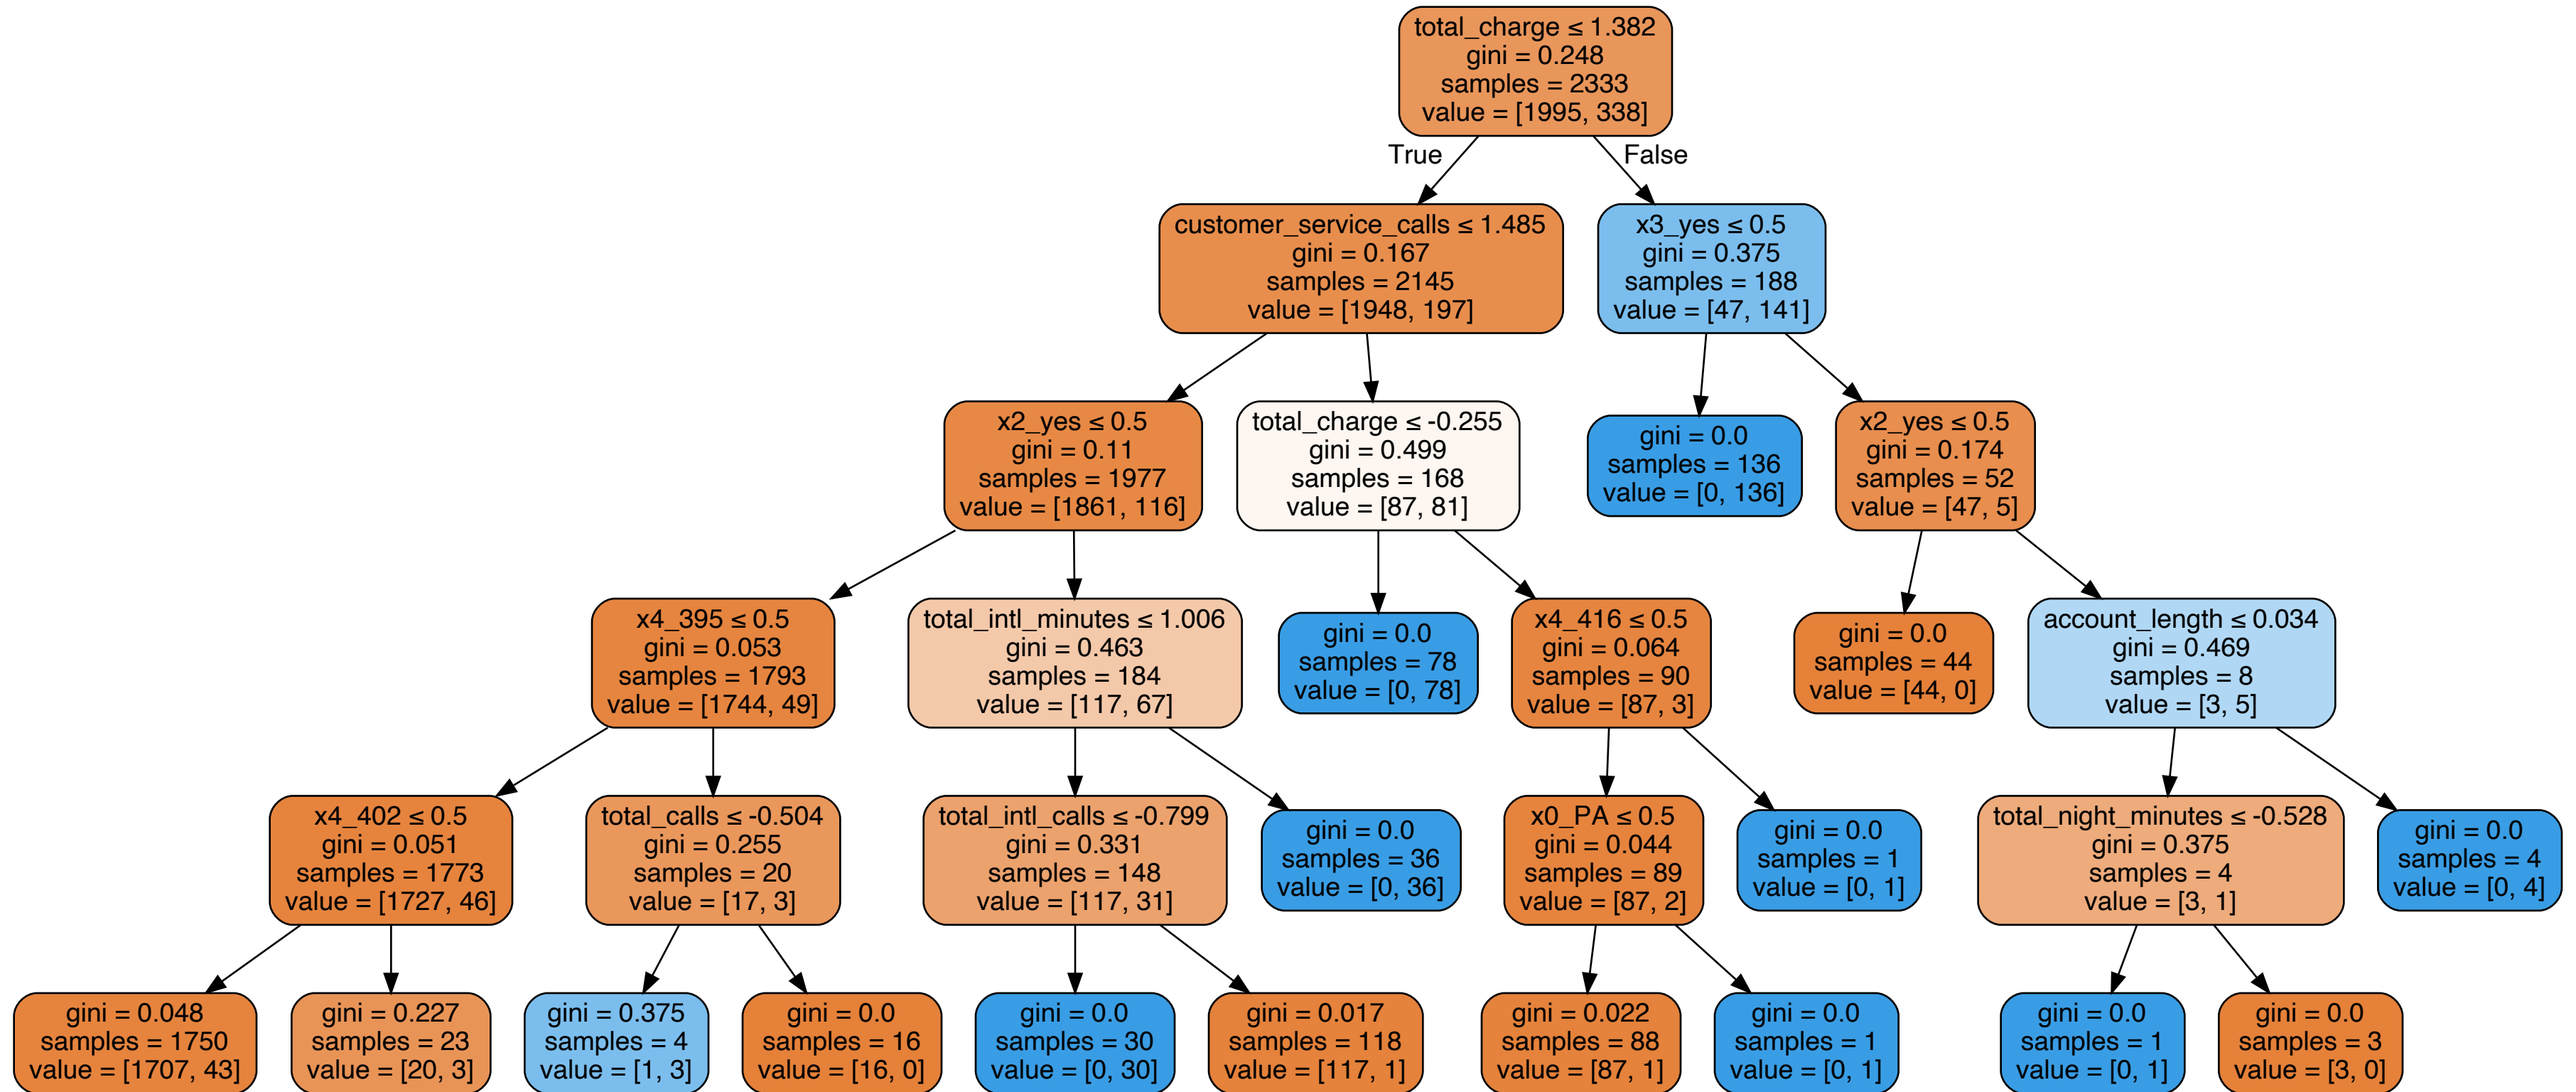 total_charge ≤ 1.382
gini = 0.248
samples = 2333
value = [1995, 338]
True
False
customer_service_calls ≤ 1.485
gini = 0.167
samples = 2145
value = [1948, 197]
x3_yes ≤ 0.5
gini = 0.375
samples = 188
value = [47, 141]
x2_yes ≤ 0.5
gini = 0.11
samples = 1977
value = [1861, 116]
total_charge ≤ -0.255
gini = 0.499
samples = 168
value = [87, 81]
gini = 0.0
samples = 136
value = [0, 136]
x2_yes ≤ 0.5
gini = 0.174
samples = 52
value = [47, 5]
x4_395 ≤ 0.5
gini = 0.053
samples = 1793
value = [1744, 49]
total_intl_minutes ≤ 1.006
gini = 0.463
samples = 184
value = [117, 67]
gini = 0.0
samples = 78
value = [0, 78]
x4_416 ≤ 0.5
gini = 0.064
samples = 90
value = [87, 3]
gini = 0.0
samples = 44
value = [44, 0]
account_length ≤ 0.034
gini = 0.469
samples = 8
value = [3, 5]
x4_402 ≤ 0.5
gini = 0.051
samples = 1773
value = [1727, 46]
total_calls ≤ -0.504
gini = 0.255
samples = 20
value = [17, 3]
total_intl_calls ≤ -0.799
gini = 0.331
samples = 148
value = [117, 31]
gini = 0.0
samples = 36
value = [0, 36]
x0_PA ≤ 0.5
gini = 0.044
samples = 89
value = [87, 2]
gini = 0.0
samples = 1
value = [0, 1]
total_night_minutes ≤ -0.528
gini = 0.375
samples = 4
value = [3, 1]
gini = 0.0
samples = 4
value = [0, 4]
gini = 0.048
samples = 1750
value = [1707, 43]
gini = 0.227
samples = 23
value = [20, 3]
gini = 0.375
samples = 4
value = [1, 3]
gini = 0.0
samples = 16
value = [16, 0]
gini = 0.0
samples = 30
value = [0, 30]
gini = 0.017
samples = 118
value = [117, 1]
gini = 0.022
samples = 88
value = [87, 1]
gini = 0.0
samples = 1
value = [0, 1]
gini = 0.0
samples = 1
value = [0, 1]
gini = 0.0
samples = 3
value = [3, 0]